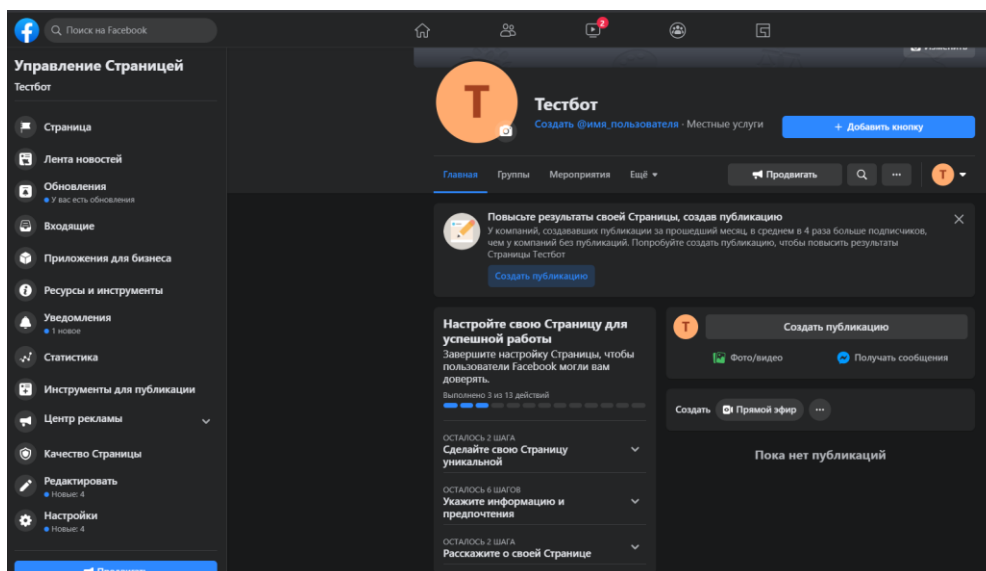 Поиск на Facebook
2
Управление Страницей
Тестбот
Страница
Лента новостей
Обновления
У вас есть обновления
Входящие
Приложения для бизнеса
Ресурсы и инструменты
Уведомления
1 новое
Статистика
Инструменты для публикации
Центр рекламы
Качество Страницы
Редактировать
Новые: 4
Настройки
Новые: 4
Т
Тестбот
Создать @имя_пользователя · Местные услуги
+ Добавить кнопку
Главная Группы Мероприятия Ещё
Продвигать
Т
Повысьте результаты своей Страницы, создав публикацию
У компаний, создававших публикации за прошедший месяц, в среднем в 4 раза больше подписчиков,
чем у компаний без публикаций. Попробуйте создать публикацию, чтобы повысить результаты
Страницы Тестбот
Создать публикацию
Настройте свою Страницу для
успешной работы
Завершите настройку Страницы, чтобы
пользователи Facebook могли вам
доверять.
Выполнено 3 из 13 действий
ОСТАЛОСЬ 2 ШАГА
Сделайте свою Страницу
уникальной
ОСТАЛОСЬ 6 ШАГОВ
Укажите информацию и
предпочтения
ОСТАЛОСЬ 2 ШАГА
Расскажите о своей Странице
Т
Создать публикацию
Фото/видео
Получать сообщения
Создать Прямой эфир
Пока нет публикаций